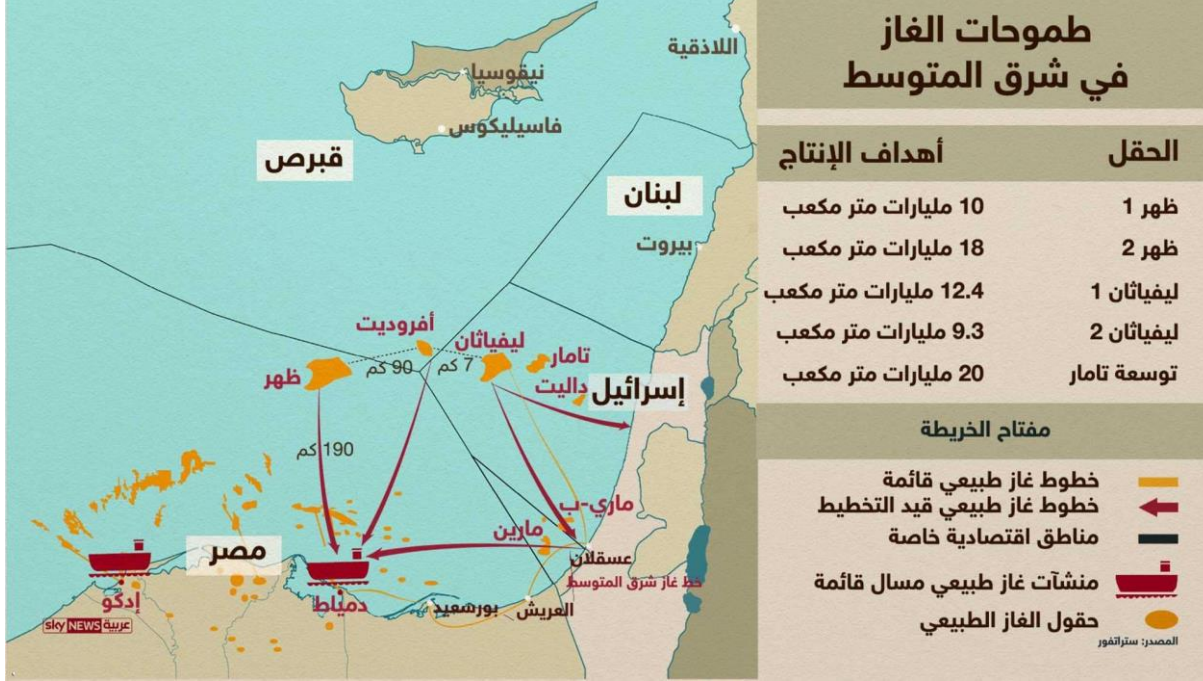 طموحات الغاز
في شرق المتوسط
الحقل أهداف الإنتاج
ظهر 1 10 مليارات متر مكعب
ظهر 2 18 مليارات متر مكعب
ليفياثان 1 12.4 مليارات متر مكعب
ليفياثان 2 9.3 مليارات متر مكعب
توسعة تامار 20 مليارات متر مكعب
مفتاح الخريطة
خطوط غاز طبيعي قائمة
خطوط غاز طبيعي قيد التخطيط
مناطق اقتصادية خاصة
منشآت غاز طبيعي مسال قائمة
حقول الغاز الطبيعي
المصدر: ستراتفور
اللاذقية
نيقوسيا
فاسيليكوس
قبرص
لبنان
بيروت
أفروديت
ليفياثان
تامار
7 كم
90 كم
ظهر
داليت
إسرائيل
190 كم
ماري-ب
مارين
مصر
عسقلان
خط غاز شرق المتوسط
العريش
بورسعيد
دمياط
إدكو
sky NEWS عربية